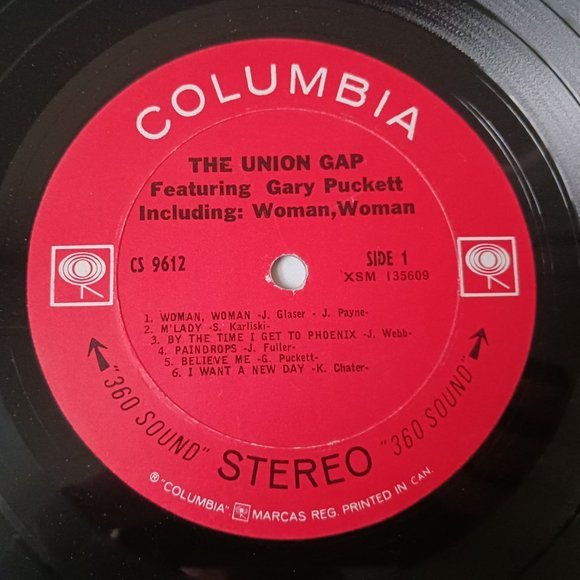 COLUMBIA
THE UNION GAP
Featuring Gary Puckett
Including: Woman,Woman
CS 9612
SIDE 1
XSM 135609
1. WOMAN, WOMAN -J. Glaser - J. Payne-
2. M'LADY -S. Karliski-
3. BY THE TIME I GET TO PHOENIX -J. Webb-
4. PAINDROPS -J. Fuller-
5. BELIEVE ME -G. Puckett-
6. I WANT A NEW DAY -K. Chater-
"360 SOUND" STEREO "360 SOUND"
Ⓡ "COLUMBIA" MARCAS REG. PRINTED IN CAN.